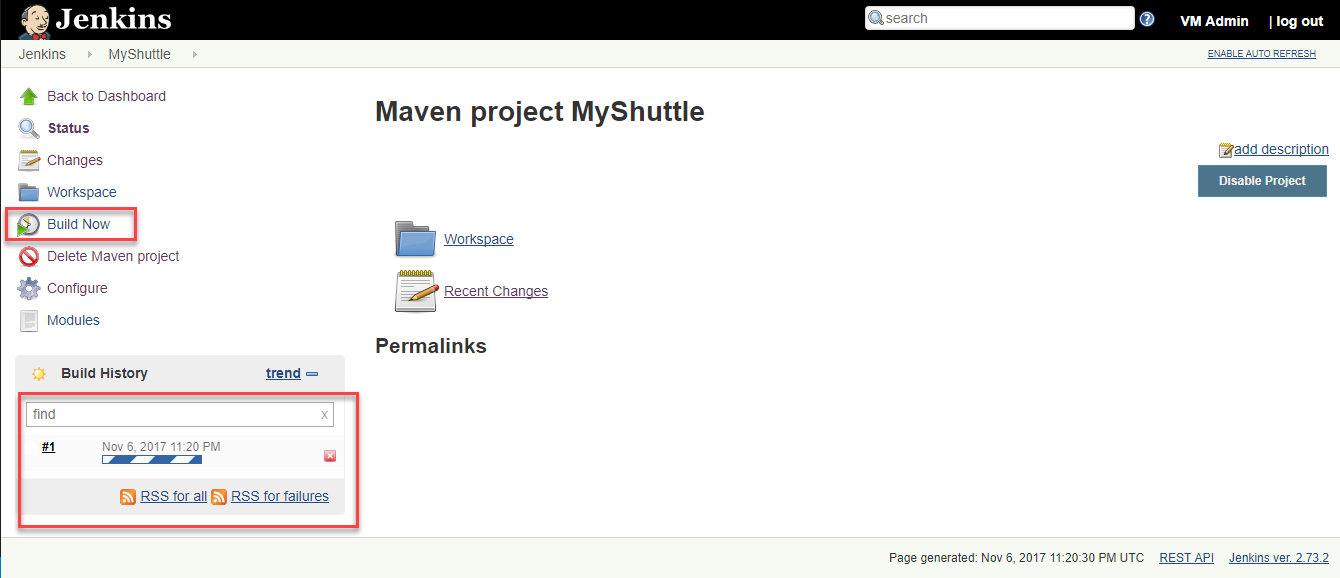 Jenkins
search
VM Admin | log out
Jenkins MyShuttle
ENABLE AUTO REFRESH
Back to Dashboard
Status
Changes
Workspace
Build Now
Delete Maven project
Configure
Modules
Maven project MyShuttle
add description
Disable Project
Workspace
Recent Changes
Permalinks
Build History trend
find x
#1 Nov 6, 2017 11:20 PM
RSS for all RSS for failures
Page generated: Nov 6, 2017 11:20:30 PM UTC REST API Jenkins ver. 2.73.2